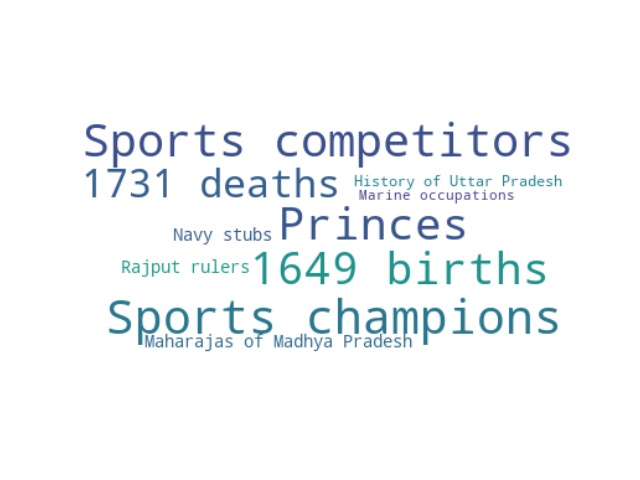 Sports competitors
1731 deaths
History of Uttar Pradesh
Marine occupations
Navy stubs
Princes
Rajput rulers
1649 births
Sports champions
Maharajas of Madhya Pradesh